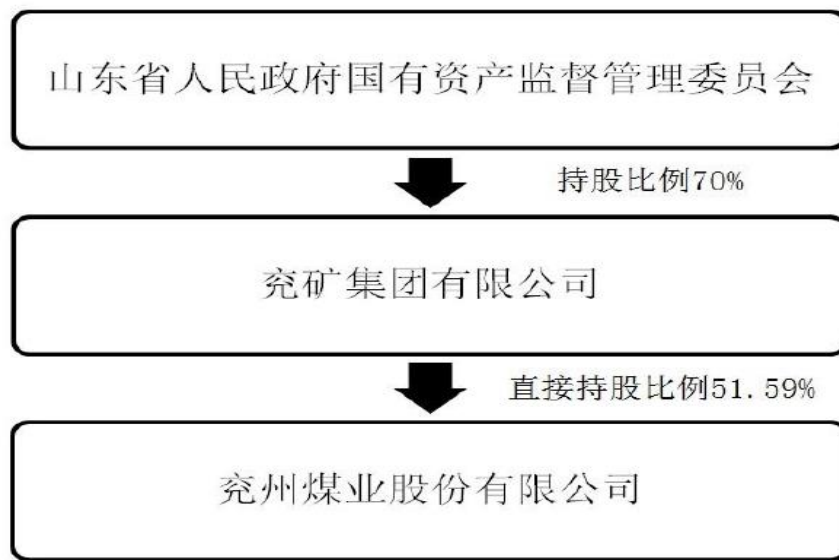 山东省人民政府国有资产监督管理委员会
持股比例70%
兖矿集团有限公司
直接持股比例51.59%
兖州煤业股份有限公司